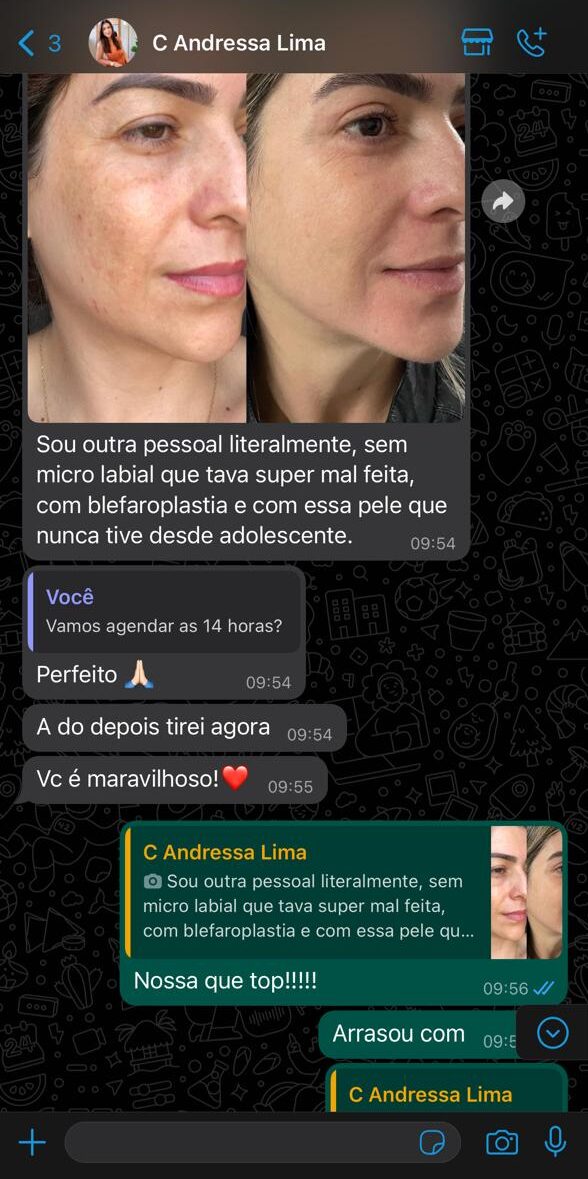 3
C Andressa Lima
Sou outra pessoal literalmente, sem
micro labial que tava super mal feita,
com blefaroplastia e com essa pele que
nunca tive desde adolescente.
09:54
Você
Vamos agendar as 14 horas?
Perfeito 🙏🏻
09:54
A do depois tirei agora
09:54
Vc é maravilhoso!❤️
09:55
C Andressa Lima
Sou outra pessoal literalmente, sem
micro labial que tava super mal feita,
com blefaroplastia e com essa pele qu...
Nossa que top!!!!!
09:56
Arrasou com
C Andressa Lima